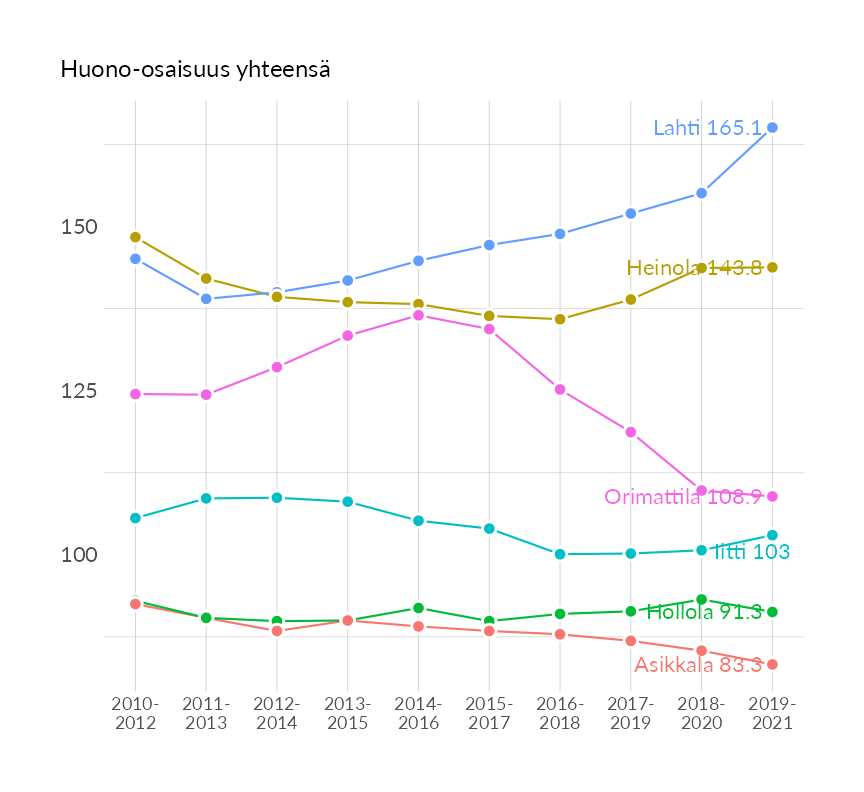 Huono-osaisuus yhteensä
Lahti 165.1
150
Heinola 143.8
125
Orimattila 108.9
Iitti 103
100
Hollola 91.3
Asikkala 83.3
2010- 2011- 2012- 2013- 2014- 2015- 2016- 2017- 2018- 2019-
2012 2013 2014 2015 2016 2017 2018 2019 2020 2021